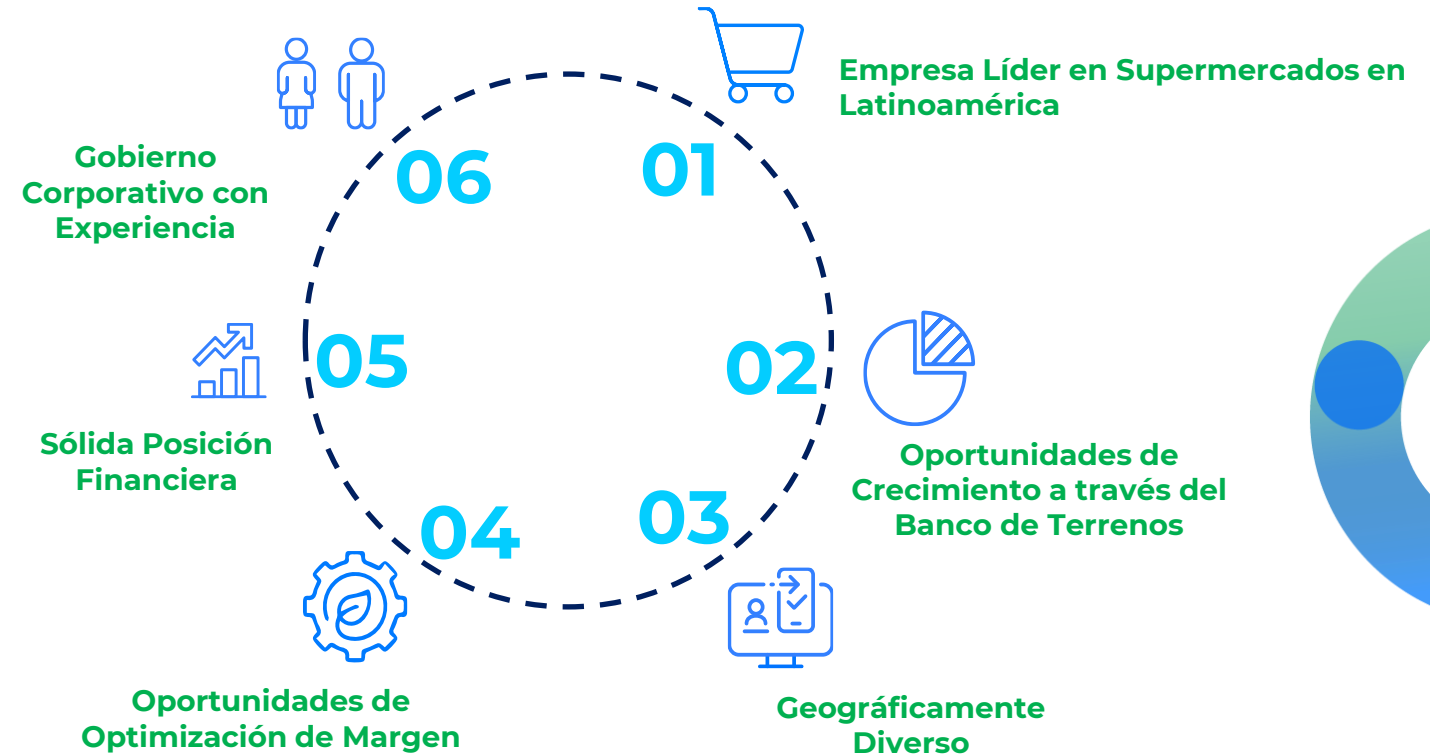 01
Empresa Líder en Supermercados en
Latinoamérica
02
Oportunidades de
Crecimiento a través del
Banco de Terrenos
03
Geográficamente
Diverso
04
Oportunidades de
Optimización de Margen
05
Sólida Posición
Financiera
06
Gobierno
Corporativo con
Experiencia